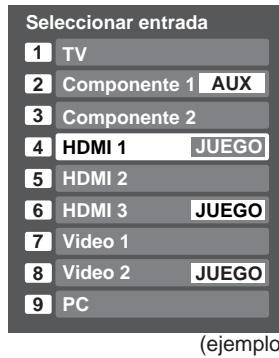 Seleccionar entrada
1 TV
2 Componente 1 AUX
3 Componente 2
4 HDMI 1 JUEGO
5 HDMI 2
6 HDMI 3 JUEGO
7 Video 1
8 Video 2 JUEGO
9 PC
(ejemplo